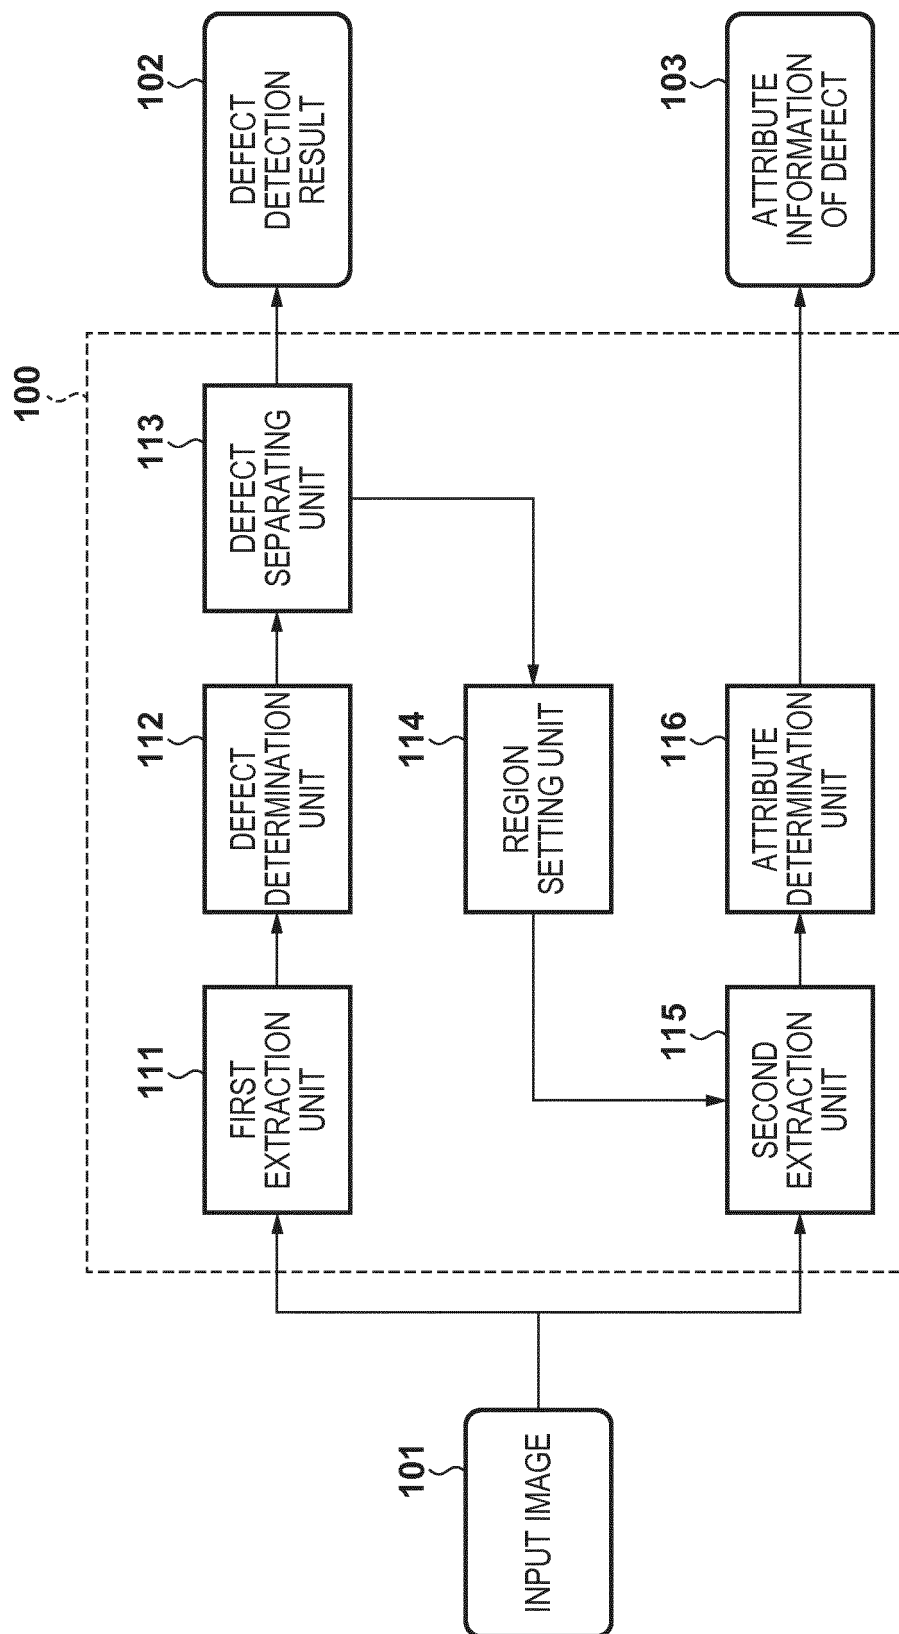 100
101
INPUT IMAGE
111
FIRST
EXTRACTION
UNIT
112
DEFECT
DETERMINATION
UNIT
113
DEFECT
SEPARATING
UNIT
102
DEFECT
DETECTION
RESULT
114
REGION
SETTING UNIT
115
SECOND
EXTRACTION
UNIT
116
ATTRIBUTE
DETERMINATION
UNIT
103
ATTRIBUTE
INFORMATION
OF DEFECT